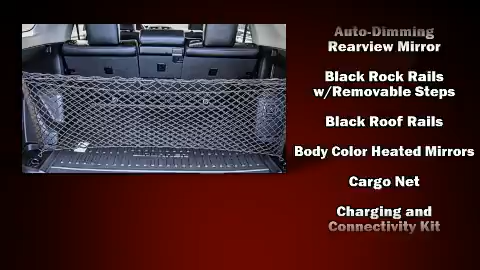 Auto-Dimming
Rearview Mirror
Black Rock Rails
w/Removable Steps
Black Roof Rails
Body Color Heated Mirrors
Cargo Net
Charging and
Connectivity Kit